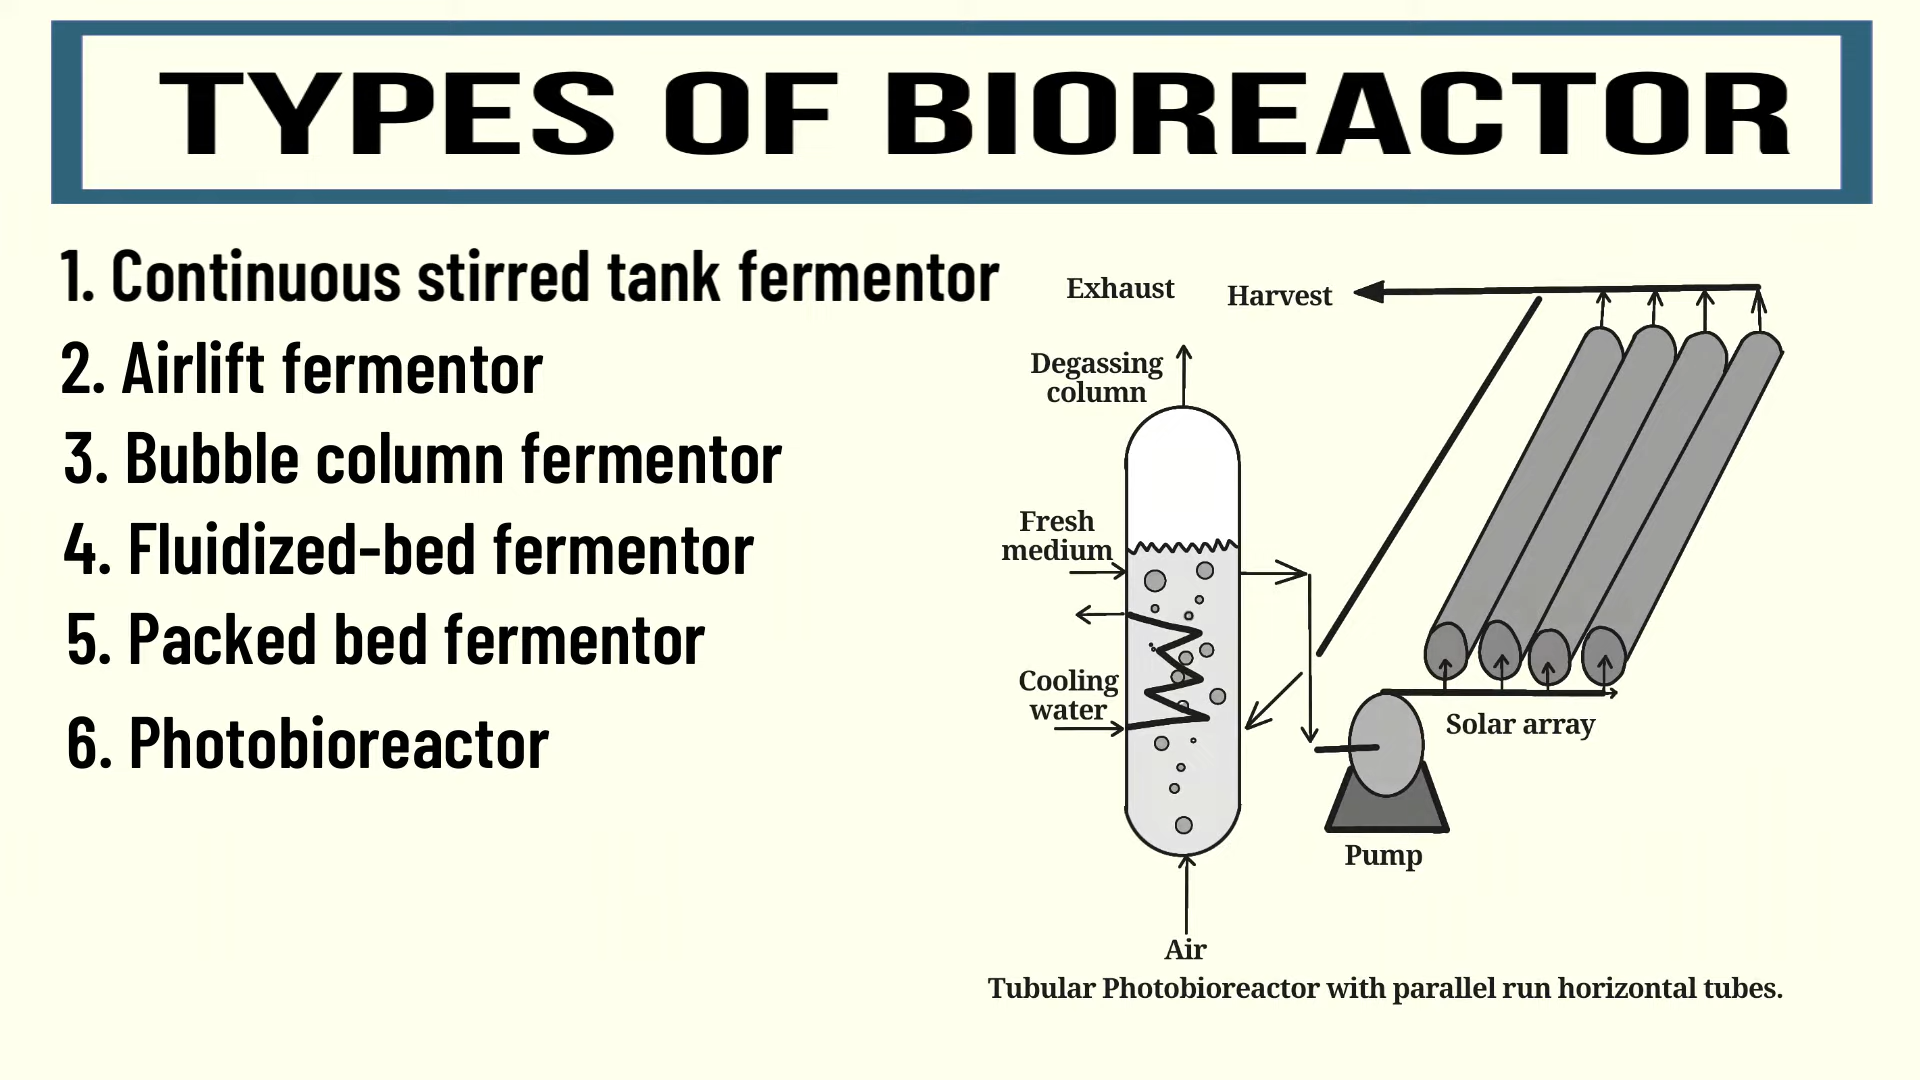 TYPES OF BIOREACTOR
1. Continuous stirred tank fermentor
2. Airlift fermentor
3. Bubble column fermentor
4. Fluidized-bed fermentor
5. Packed bed fermentor
6. Photobioreactor
Exhaust
Harvest
Degassing
column
Fresh
medium
Cooling
water
Solar array
Pump
Air
Tubular Photobioreactor with parallel run horizontal tubes.